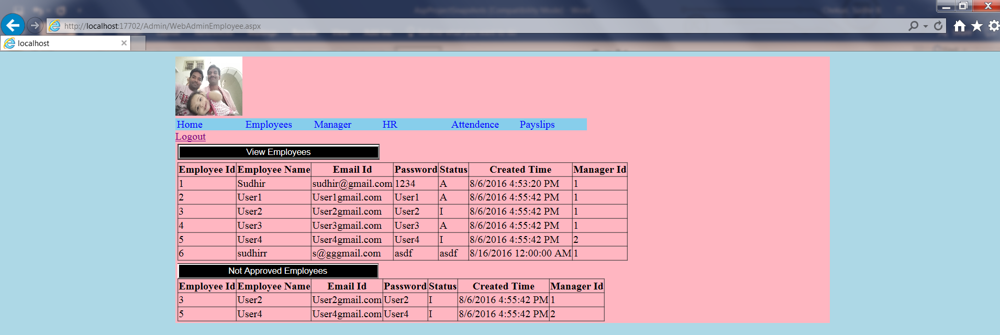 http://localhost:17702/Admin/WebAdminEmployee.aspx
localhost
Home Employees Manager HR Attendence Payslips
Logout
View Employees
Employee Id Employee Name Email Id Password Status Created Time Manager Id
1 Sudhir sudhir@gmail.com 1234 A 8/6/2016 4:53:20 PM 1
2 User1 User1gmail.com User1 A 8/6/2016 4:55:42 PM 1
3 User2 User2gmail.com User2 I 8/6/2016 4:55:42 PM 1
4 User3 User3gmail.com User3 A 8/6/2016 4:55:42 PM 1
5 User4 User4gmail.com User4 I 8/6/2016 4:55:42 PM 2
6 sudhirr s@gggmail.com asdf asdf 8/16/2016 12:00:00 AM 1
Not Approved Employees
Employee Id Employee Name Email Id Password Status Created Time Manager Id
3 User2 User2gmail.com User2 I 8/6/2016 4:55:42 PM 1
5 User4 User4gmail.com User4 I 8/6/2016 4:55:42 PM 2